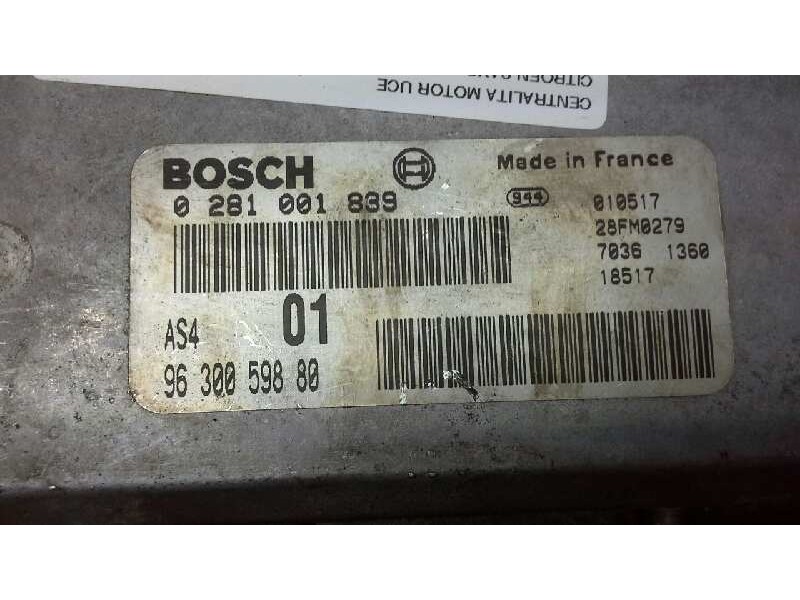 CENTRALITA MOTOR UCE
CITROEN
BOSCH
Made in France
0 281 001 839
944
010517
28FM0279
7036 1360
18517
AS4
01
96 300 598 80